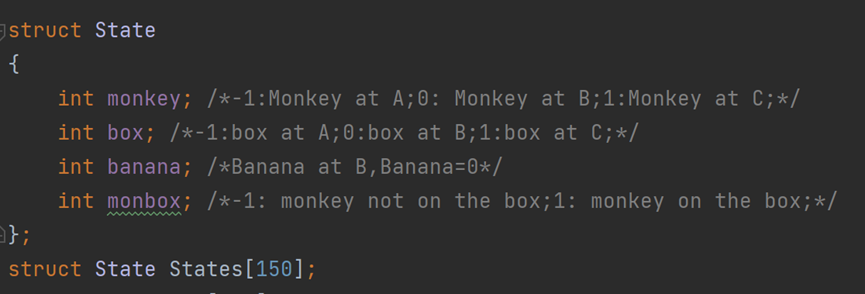 struct State
{
int monkey; /*-1:Monkey at A;0: Monkey at B;1:Monkey at C;*/
int box; /*-1:box at A;0:box at B;1:box at C;*/
int banana; /*Banana at B,Banana=0*/
int monbox; /*-1: monkey not on the box;1: monkey on the box;*/
};
struct State States[150];